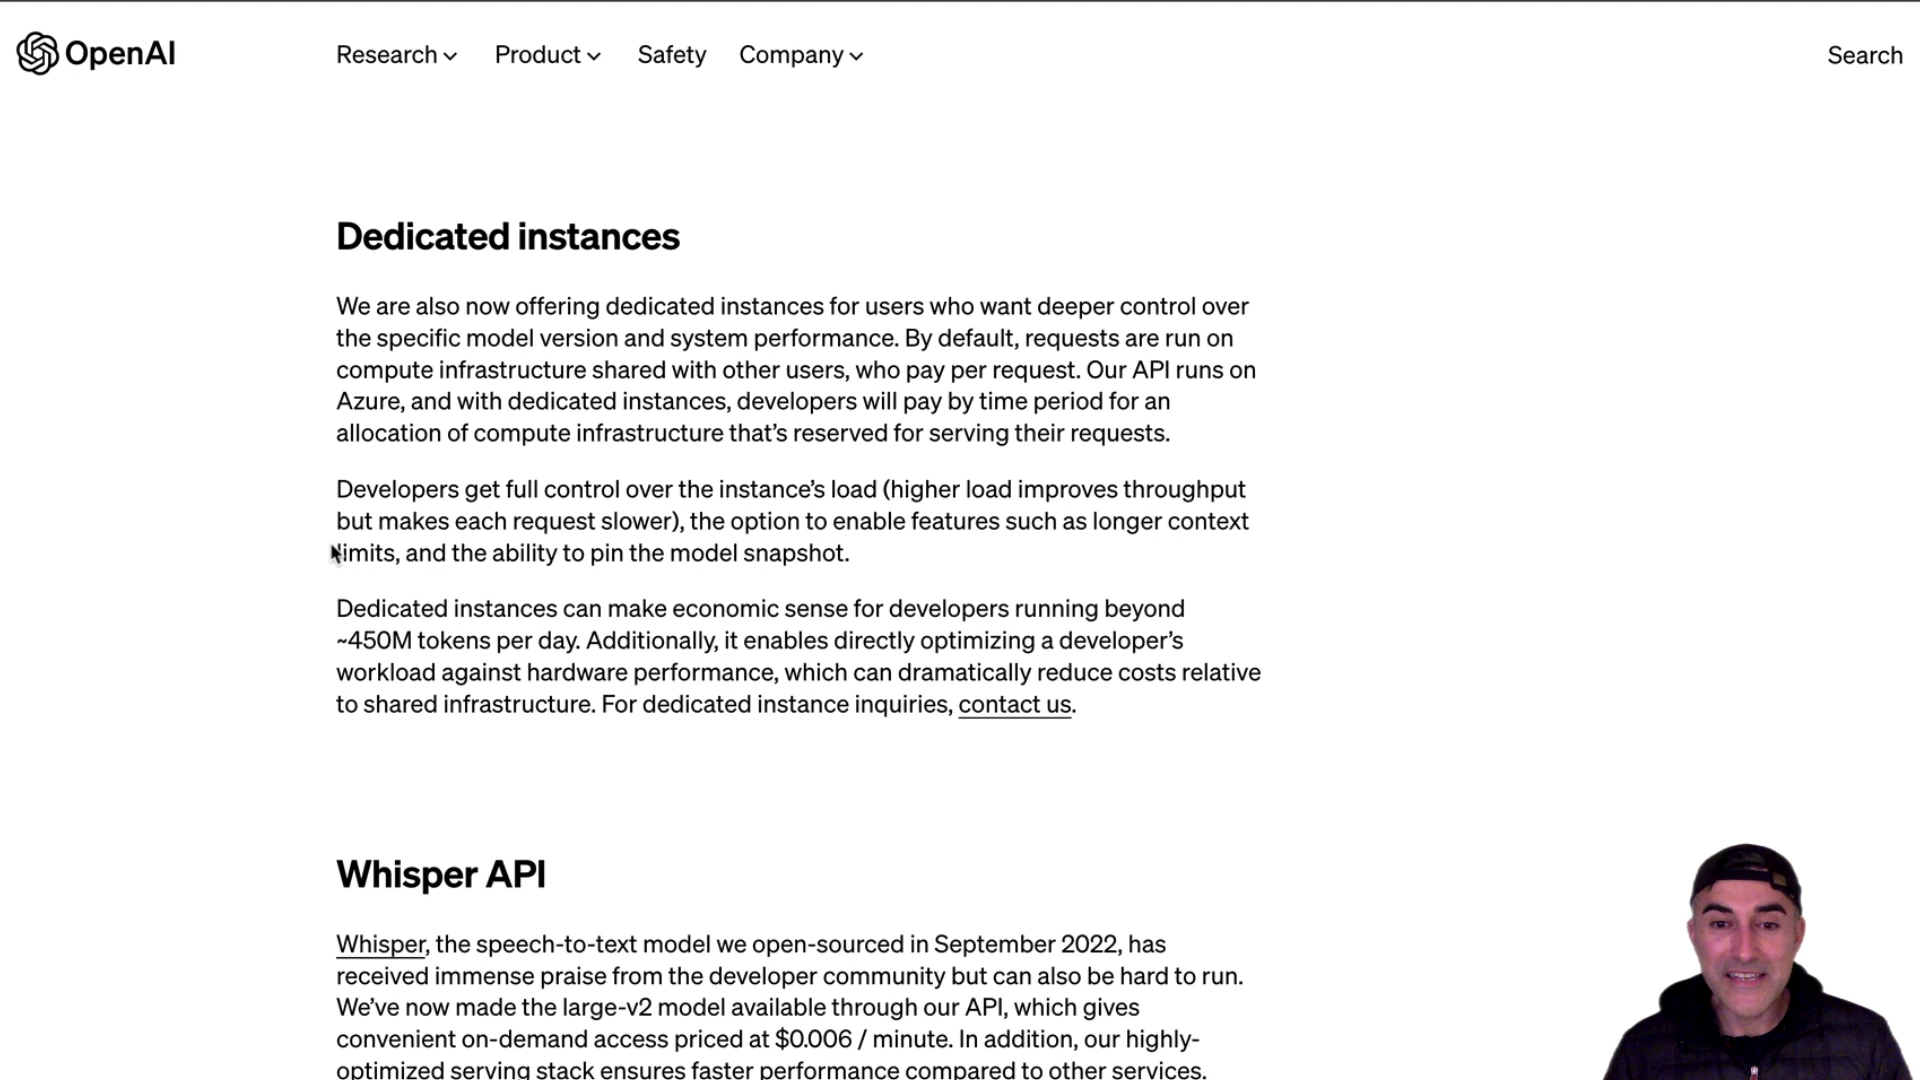 OpenAI
Research
Product
Safety
Company
Search
Dedicated instances
We are also now offering dedicated instances for users who want deeper control over
the specific model version and system performance. By default, requests are run on
compute infrastructure shared with other users, who pay per request. Our API runs on
Azure, and with dedicated instances, developers will pay by time period for an
allocation of compute infrastructure that’s reserved for serving their requests.
Developers get full control over the instance’s load (higher load improves throughput
but makes each request slower), the option to enable features such as longer context
limits, and the ability to pin the model snapshot.
Dedicated instances can make economic sense for developers running beyond
~450M tokens per day. Additionally, it enables directly optimizing a developer’s
workload against hardware performance, which can dramatically reduce costs relative
to shared infrastructure. For dedicated instance inquiries, contact us.
Whisper API
Whisper, the speech-to-text model we open-sourced in September 2022, has
received immense praise from the developer community but can also be hard to run.
We’ve now made the large-v2 model available through our API, which gives
convenient on-demand access priced at $0.006 / minute. In addition, our highly-
optimized serving stack ensures faster performance compared to other services.